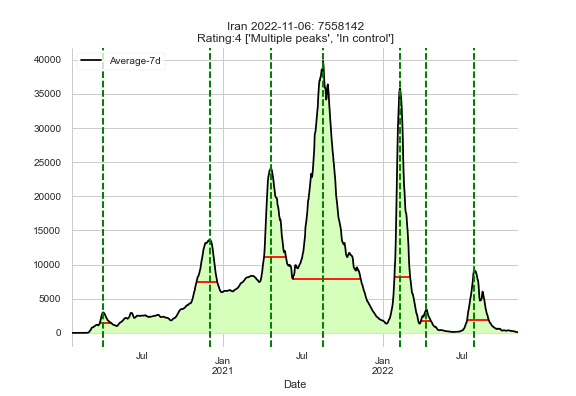 Iran 2022-11-06: 7558142
Rating:4 ['Multiple peaks', 'In control']
Average-7d
40000
35000
30000
25000
20000
15000
10000
5000
0
Jul
Jan
2021
Jul
Jan
2022
Jul
Date